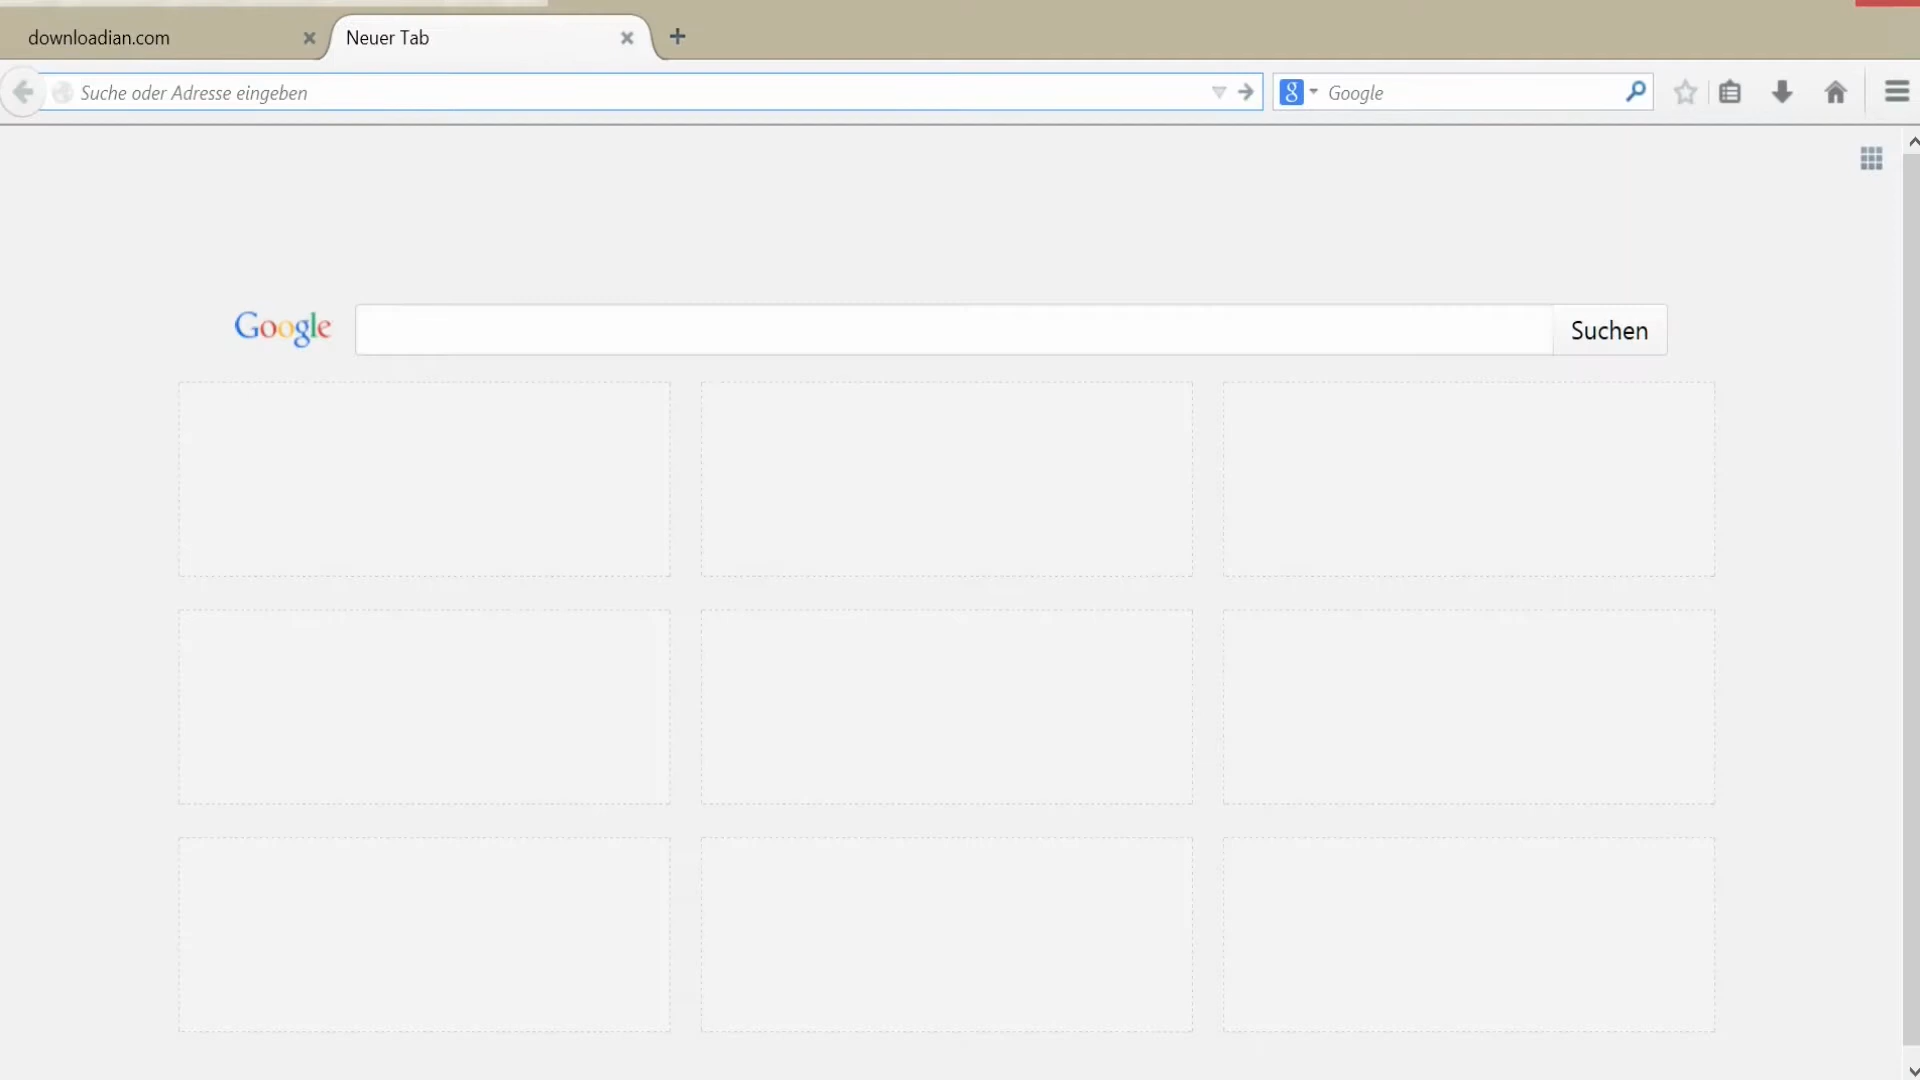 downloadian.com
Neuer Tab
Suche oder Adresse eingeben
Google
Google
Suchen